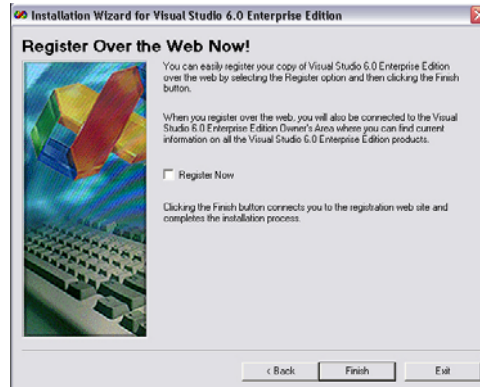 Installation Wizard for Visual Studio 6.0 Enterprise Edition
Register Over the Web Now!
You can easily register your copy of Visual Studio 6.0 Enterprise Edition
over the web by selecting the Register option and then clicking the Finish
button.
When you register over the web, you will also be connected to the Visual
Studio 6.0 Enterprise Edition Owner's Area where you can find current
information on all the Visual Studio 6.0 Enterprise Edition products.
Register Now
Clicking the Finish button connects you to the registration web site and
completes the installation process.
< Back Finish Exit